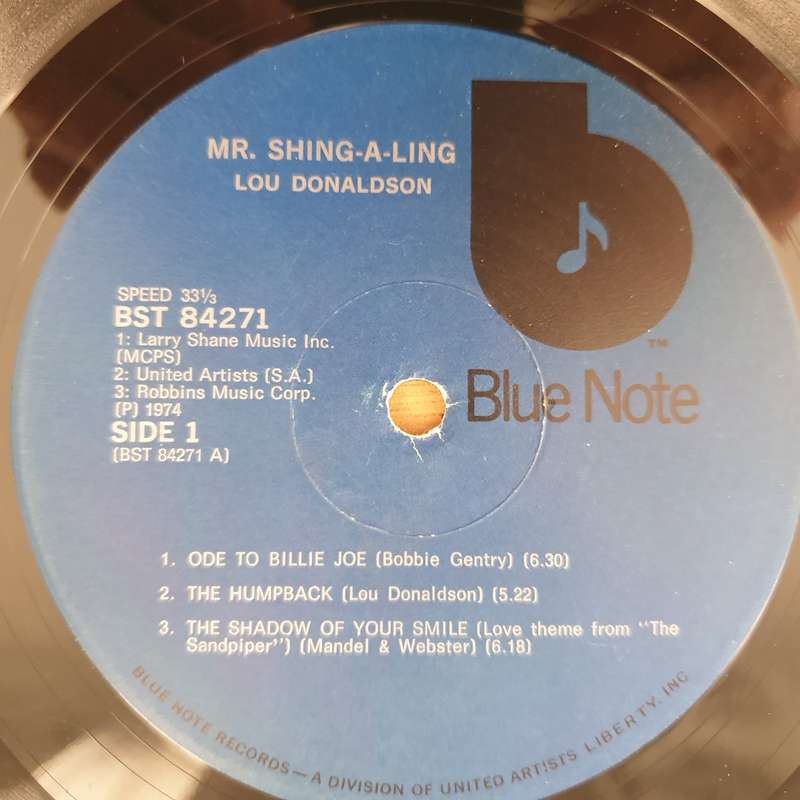 MR. SHING-A-LING
LOU DONALDSON
SPEED 33⅓
BST 84271
1: Larry Shane Music Inc.
(MCPS)
2: United Artists (S.A.)
3: Robbins Music Corp.
(P) 1974
SIDE 1
(BST 84271 A)
TM
Blue Note
1. ODE TO BILLIE JOE (Bobbie Gentry) (6.30)
2. THE HUMPBACK (Lou Donaldson) (5.22)
3. THE SHADOW OF YOUR SMILE (Love theme from "The
Sandpiper") (Mandel & Webster) (6.18)
BLUE NOTE RECORDS—A DIVISION OF UNITED ARTISTS LIBERTY, INC